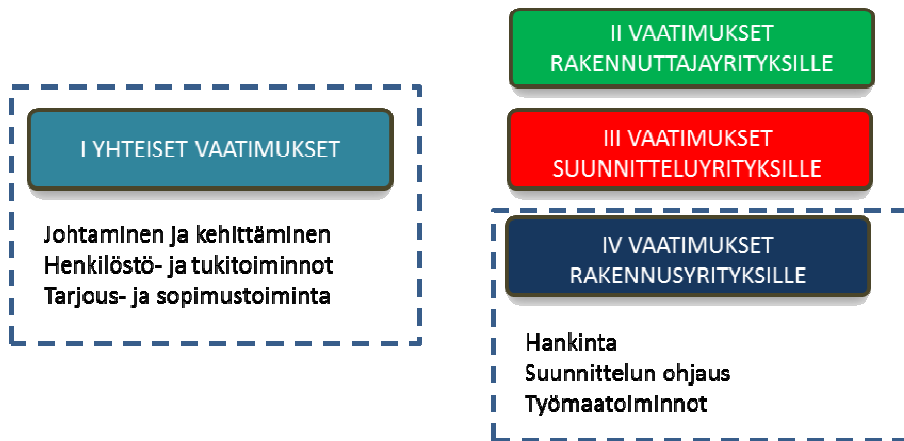 I YHTEISET VAATIMUKSET
Johtaminen ja kehittäminen
Henkilöstö- ja tukitoiminnot
Tarjous- ja sopimustoiminta
II VAATIMUKSET
RAKENNUTTAJAYRITYKSILLE
III VAATIMUKSET
SUUNNITTELUYRITYKSILLE
IV VAATIMUKSET
RAKENNUSYRITYKSILLE
Hankinta
Suunnittelun ohjaus
Työmaatoiminnot